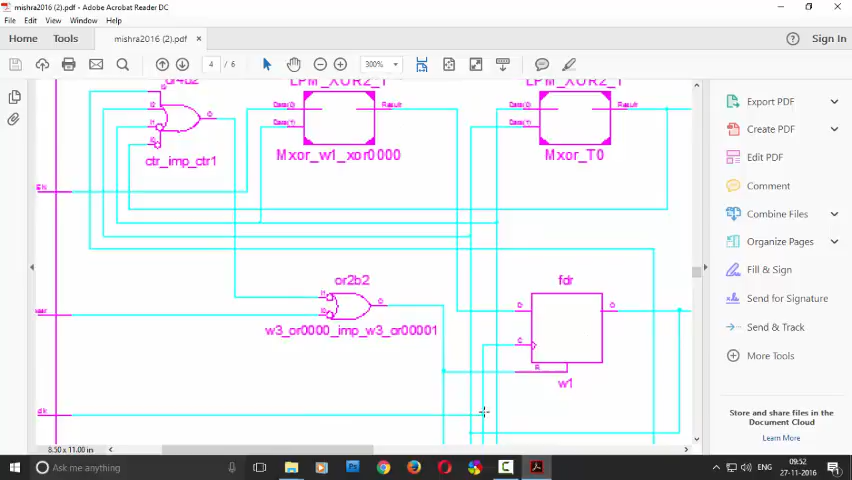 mishra2016 (2).pdf - Adobe Acrobat Reader DC
File Edit View Window Help
Home Tools mishra2016 (2).pdf × Sign In
4 / 6 300%
LPM_XUR2_1 LPM_XUR2_1
Data(0) Result Data(0) Result
Data(1) Data(1)
ctr_imp_ctr1 Mxor_w1_xor0000 Mxor_T0
EN
or2b2 fdr
w3_or0000_imp_w3_or00001
D
C
R
w1
clk
8.50 x 11.00 in
Export PDF
Create PDF
Edit PDF
Comment
Combine Files
Organize Pages
Fill & Sign
Send for Signature
Send & Track
More Tools
Store and share files in the
Document Cloud
Learn More
Ask me anything
ENG
09:52
27-11-2016